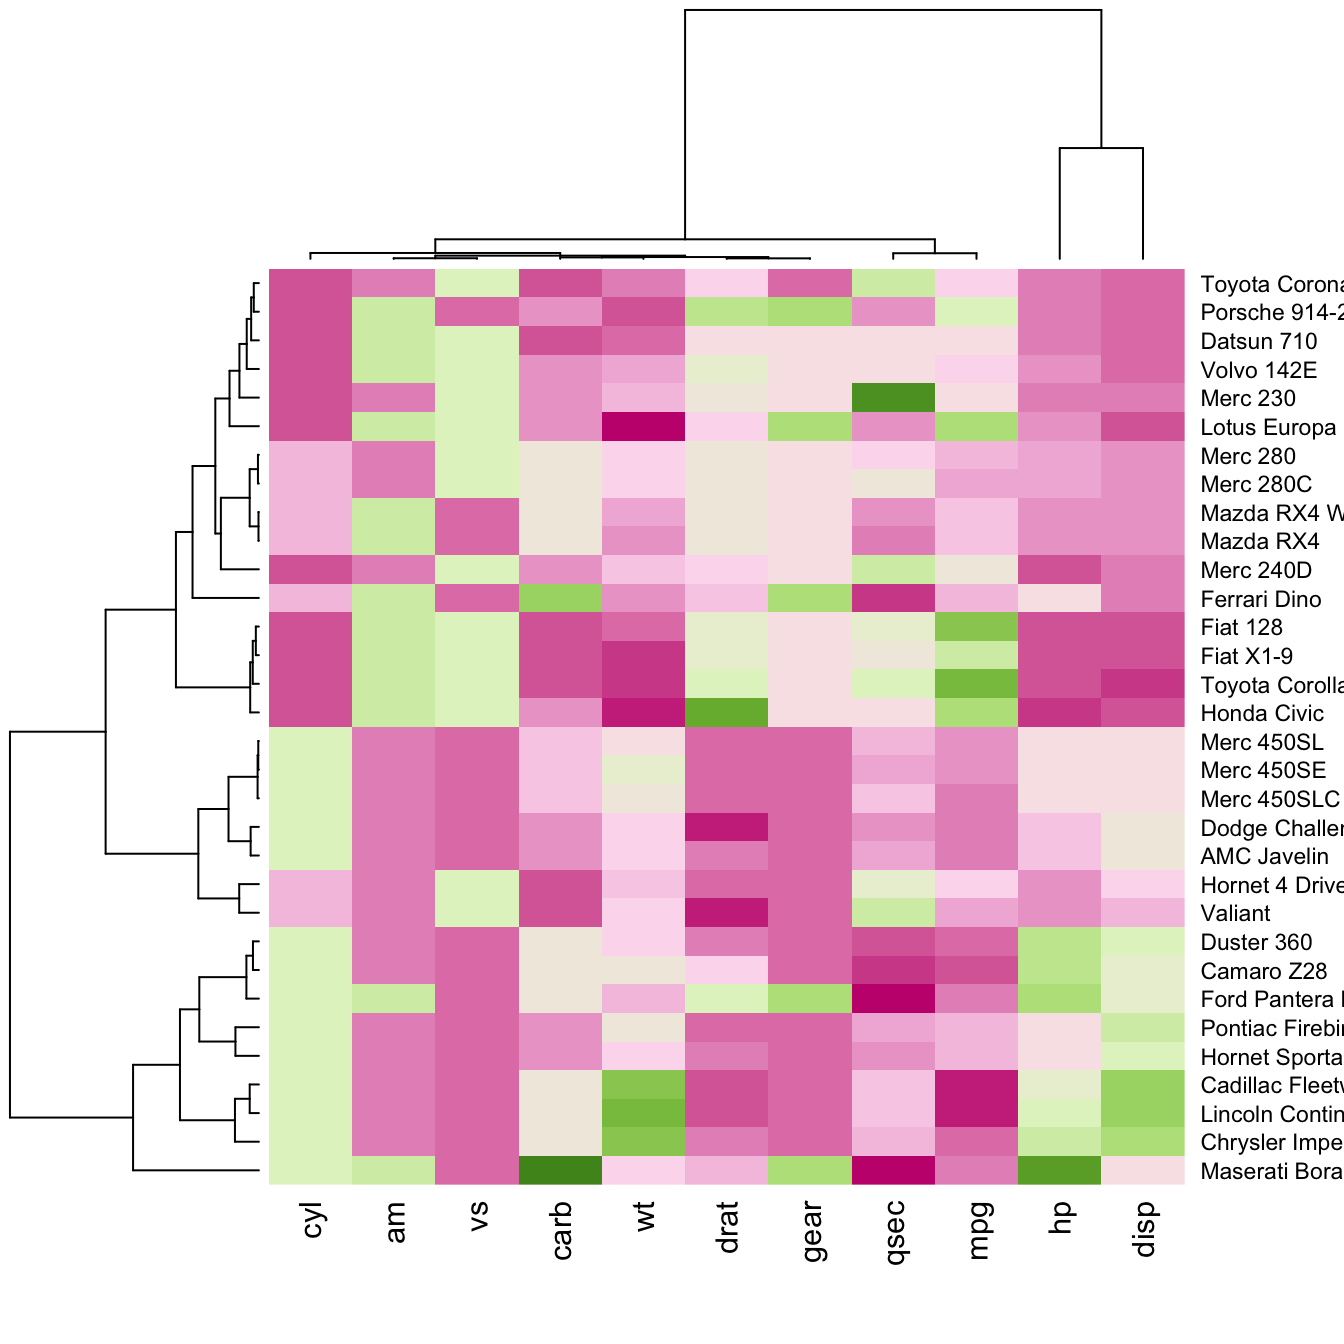 Toyota Corona
Porsche 914-2
Datsun 710
Volvo 142E
Merc 230
Lotus Europa
Merc 280
Merc 280C
Mazda RX4 W
Mazda RX4
Merc 240D
Ferrari Dino
Fiat 128
Fiat X1-9
Toyota Corolla
Honda Civic
Merc 450SL
Merc 450SE
Merc 450SLC
Dodge Challen
AMC Javelin
Hornet 4 Drive
Valiant
Duster 360
Camaro Z28
Ford Pantera
Pontiac Firebir
Hornet Sporta
Cadillac Fleetw
Lincoln Contin
Chrysler Impe
Maserati Bora
cyl
am
vs
carb
wt
drat
gear
qsec
mpg
hp
disp